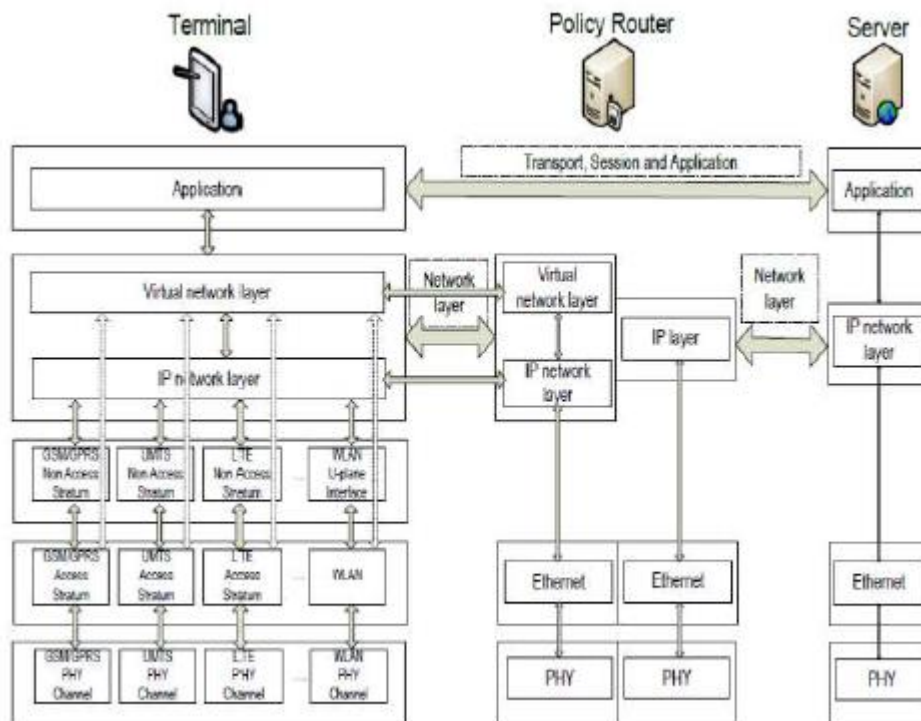 Terminal
Policy Router
Server
Transport, Session and Application
Application
Application
Virtual network layer
Network
layer
Virtual
network layer
Network
layer
IP layer
IP network
layer
IP network layer
IP network
layer
GSM/GPRS
Non Access
Stratum
UMTS
Non Access
Stratum
LTE
Non Access
Stratum
...
WLAN
U-plane
Interface
GSM/GPRS
Access
Stratum
UMTS
Access
Stratum
LTE
Access
Stratum
...
WLAN
Ethernet
Ethernet
Ethernet
GSM/GPRS
PHY
Channel
UMTS
PHY
Channel
LTE
PHY
Channel
...
WLAN
PHY
Channel
PHY
PHY
PHY